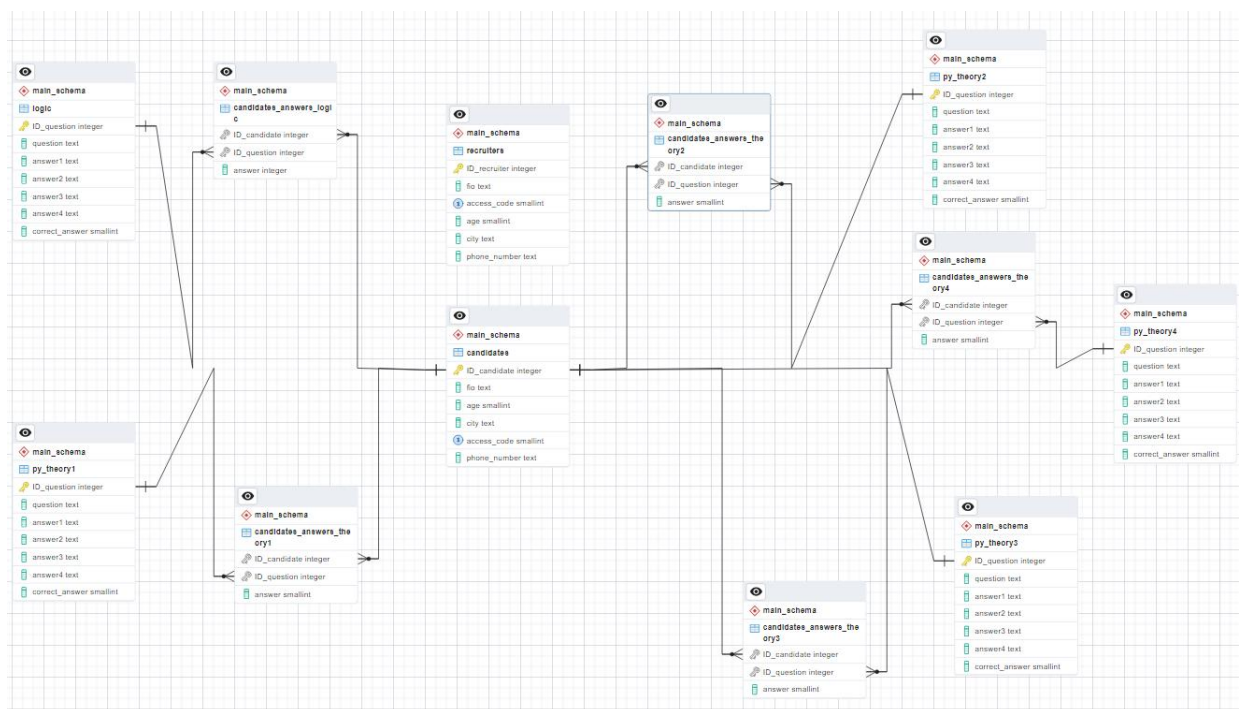 main_schema
logic
ID_question integer
question text
answer1 text
answer2 text
answer3 text
answer4 text
correct_answer smallint
main_schema
candidates_answers_logi
c
ID_candidate integer
ID_question integer
answer integer
main_schema
recruiters
ID_recruiter integer
fio text
access_code smallint
age smallint
city text
phone_number text
main_schema
candidates_answers_the
ory2
ID_candidate integer
ID_question integer
answer smallint
main_schema
py_theory2
ID_question integer
question text
answer1 text
answer2 text
answer3 text
answer4 text
correct_answer smallint
main_schema
candidates_answers_the
ory4
ID_candidate integer
ID_question integer
answer smallint
main_schema
py_theory4
ID_question integer
question text
answer1 text
answer2 text
answer3 text
answer4 text
correct_answer smallint
main_schema
candidates
ID_candidate integer
fio text
age smallint
city text
access_code smallint
phone_number text
main_schema
py_theory1
ID_question integer
question text
answer1 text
answer2 text
answer3 text
answer4 text
correct_answer smallint
main_schema
candidates_answers_the
ory1
ID_candidate integer
ID_question integer
answer smallint
main_schema
candidates_answers_the
ory3
ID_candidate integer
ID_question integer
answer smallint
main_schema
py_theory3
ID_question integer
question text
answer1 text
answer2 text
answer3 text
answer4 text
correct_answer smallint